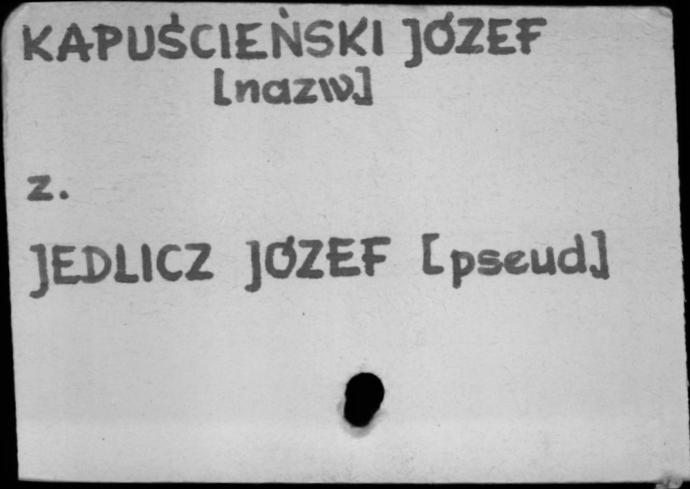 KAPUŚCIEŃSKI JÓZEF
[nazw.]
z.
JEDLICZ JÓZEF [pseud.]